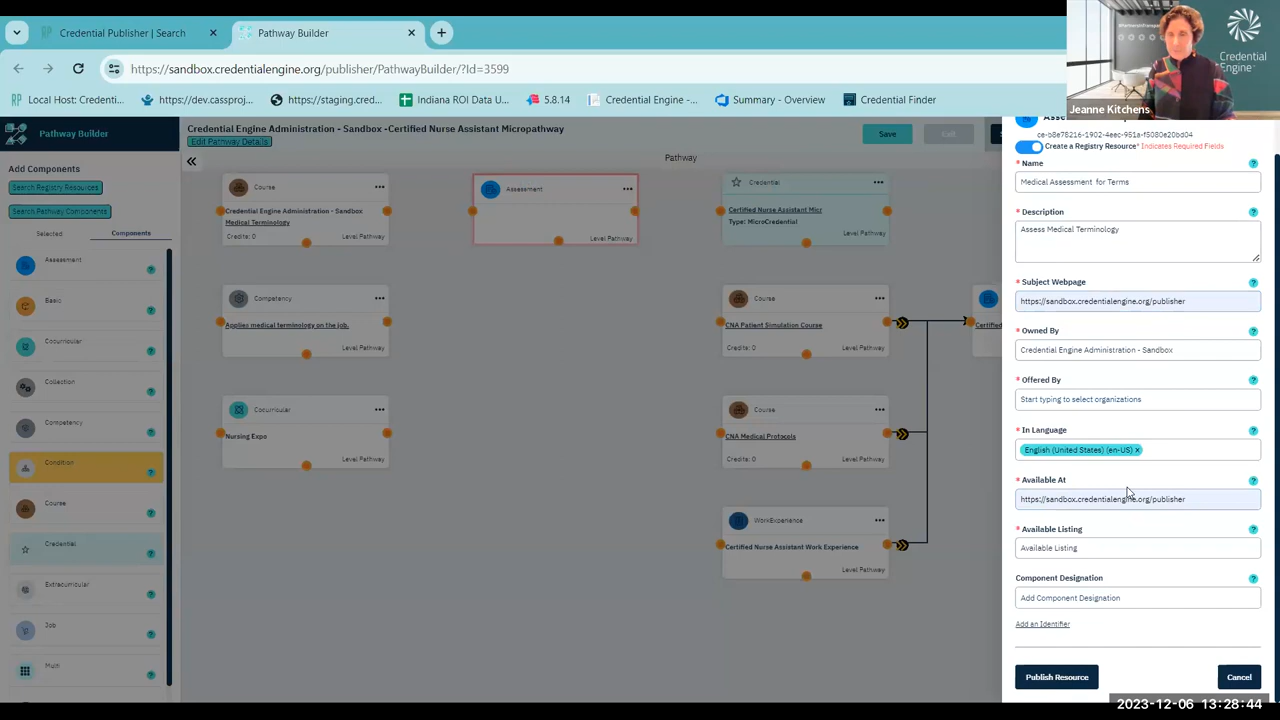 Credential Publisher | Search
Pathway Builder
https://sandbox.credentialengine.org/publisher/PathwayBuilder/?Id=3599
Local Host: Credenti...
https://dev.cassproj...
https://staging.cred...
Indiana ROI Data U...
5.8.14
Credential Engine -...
Summary - Overview
Credential Finder
Credential
Engine
Jeanne Kitchens
Pathway Builder
Credential Engine Administration - Sandbox -Certified Nurse Assistant Micropathway
Edit Pathway Details
Save
Exit
Pathway
Add Components
Search Registry Resources
Search Pathway Components
Selected
Components
Assessment
Basic
Cocurricular
Collection
Competency
Condition
Course
Credential
Extracurricular
Job
Multi
Course
Credential Engine Administration - Sandbox
Medical Terminology
Credits: 0
Level Pathway
Assessment
Level Pathway
Credential
Certified Nurse Assistant Micr
Type: MicroCredential
Level Pathway
Competency
Applies medical terminology on the job.
Level Pathway
Course
CNA Patient Simulation Course
Credits: 0
Level Pathway
Certified
Cocurricular
Nursing Expo
Level Pathway
Course
CNA Medical Protocols
Credits: 0
Level Pathway
WorkExperience
Certified Nurse Assistant Work Experience
Level Pathway
ce-b8e78216-1902-4eec-951a-f5080e20bd04
Create a Registry Resource* Indicates Required Fields
* Name
Medical Assessment for Terms
* Description
Assess Medical Terminology
* Subject Webpage
https://sandbox.credentialengine.org/publisher
* Owned By
Credential Engine Administration - Sandbox
* Offered By
Start typing to select organizations
* In Language
English (United States) (en-US) x
* Available At
https://sandbox.credentialengine.org/publisher
* Available Listing
Available Listing
Component Designation
Add Component Designation
Add an Identifier
Publish Resource
Cancel
2023-12-06 13:28:44